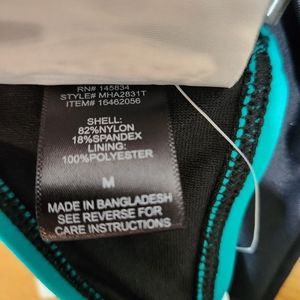 RN# 145834
STYLE# MHA2831T
ITEM# 16462056
SHELL:
82%NYLON
18%SPANDEX
LINING:
100%POLYESTER
M
MADE IN BANGLADESH
SEE REVERSE FOR
CARE INSTRUCTIONS